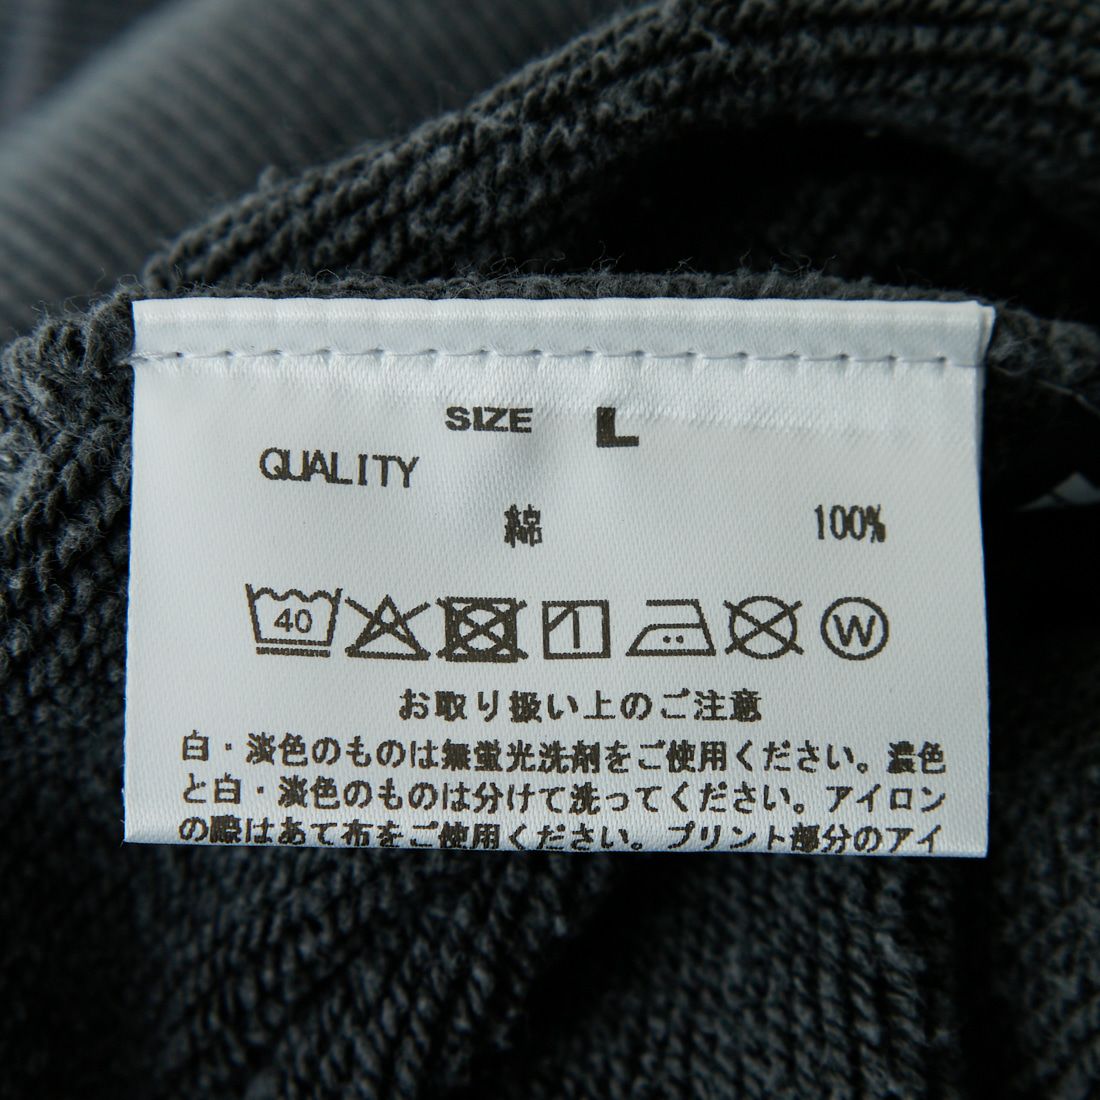 SIZE L
QUALITY
綿 100%
40 W
お取り扱い上のご注意
白・淡色のものは無蛍光洗剤をご使用ください。濃色
と白・淡色のものは分けて洗ってください。アイロン
の際はあて布をご使用ください。プリント部分のアイ